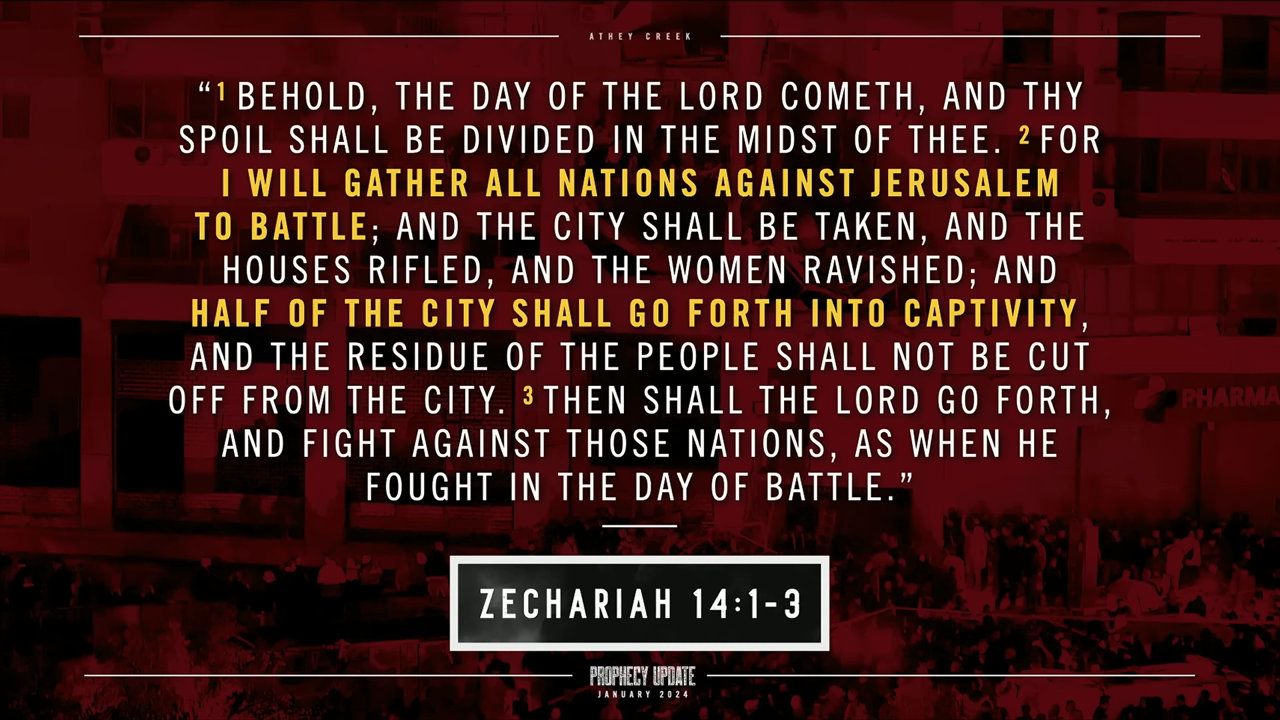 ATHEY CREEK
“1 BEHOLD, THE DAY OF THE LORD COMETH, AND THY
SPOIL SHALL BE DIVIDED IN THE MIDST OF THEE. 2 FOR
I WILL GATHER ALL NATIONS AGAINST JERUSALEM
TO BATTLE; AND THE CITY SHALL BE TAKEN, AND THE
HOUSES RIFLED, AND THE WOMEN RAVISHED; AND
HALF OF THE CITY SHALL GO FORTH INTO CAPTIVITY,
AND THE RESIDUE OF THE PEOPLE SHALL NOT BE CUT
OFF FROM THE CITY. 3 THEN SHALL THE LORD GO FORTH,
AND FIGHT AGAINST THOSE NATIONS, AS WHEN HE
FOUGHT IN THE DAY OF BATTLE.”
PHARMA
ZECHARIAH 14:1-3
PROPHECY UPDATE
JANUARY 2024